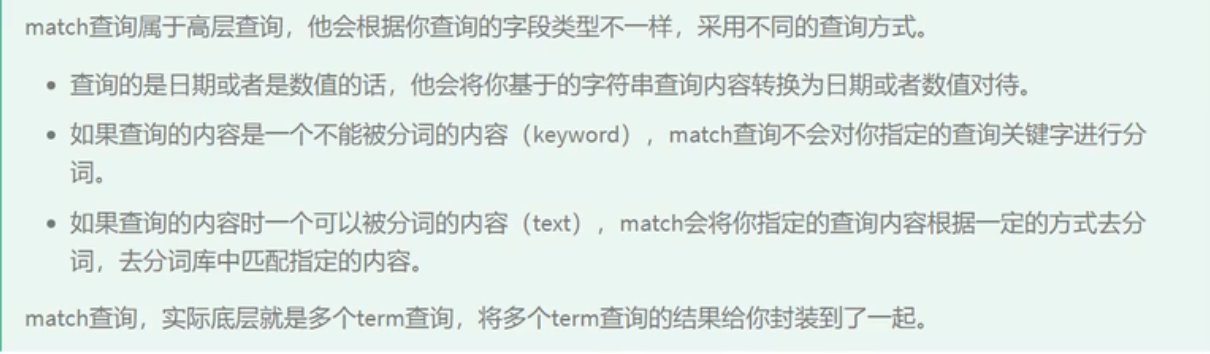 match查询属于高层查询，他会根据你查询的字段类型不一样，采用不同的查询方式。
• 查询的是日期或者是数值的话，他会将你基于的字符串查询内容转换为日期或者数值对待。
• 如果查询的内容是一个不能被分词的内容（keyword），match查询不会对你指定的查询关键字进行分
词。
• 如果查询的内容时一个可以被分词的内容（text），match会将你指定的查询内容根据一定的方式去分
词，去分词库中匹配指定的内容。
match查询，实际底层就是多个term查询，将多个term查询的结果给你封装到了一起。